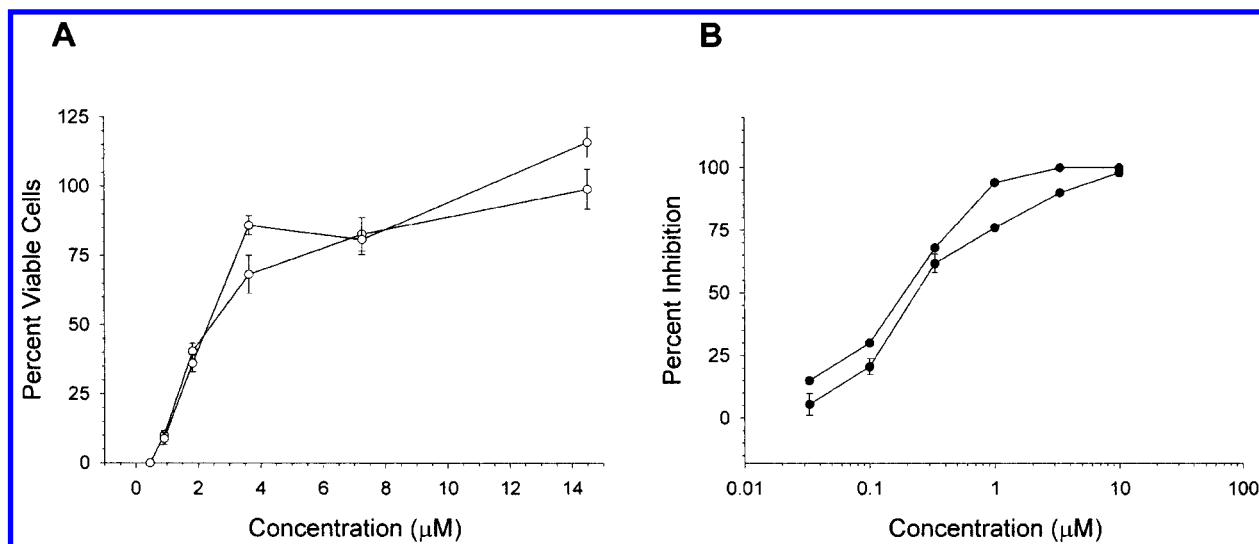 A
Percent Viable Cells
125
100
75
50
25
0
0 2 4 6 8 10 12 14
Concentration (μM)
B
Percent Inhibition
100
75
50
25
0
0.01 0.1 1 10 100
Concentration (μM)